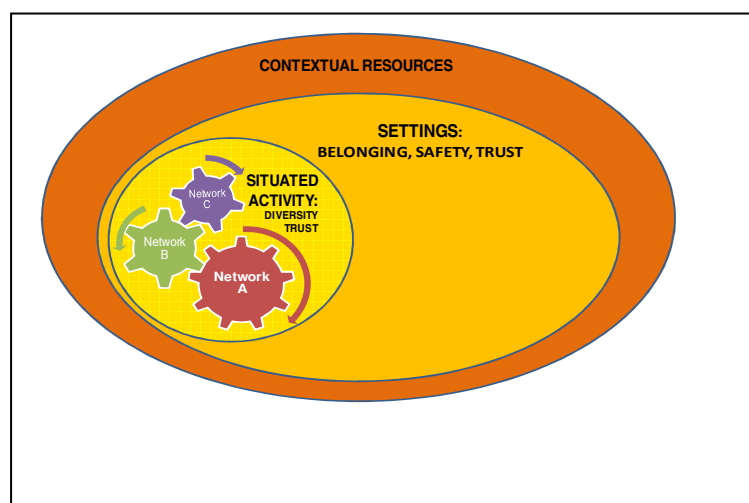 CONTEXTUAL RESOURCES
SETTINGS:
BELONGING, SAFETY, TRUST
SITUATED
ACTIVITY:
DIVERSITY
TRUST
Network
C
Network
B
Network
A